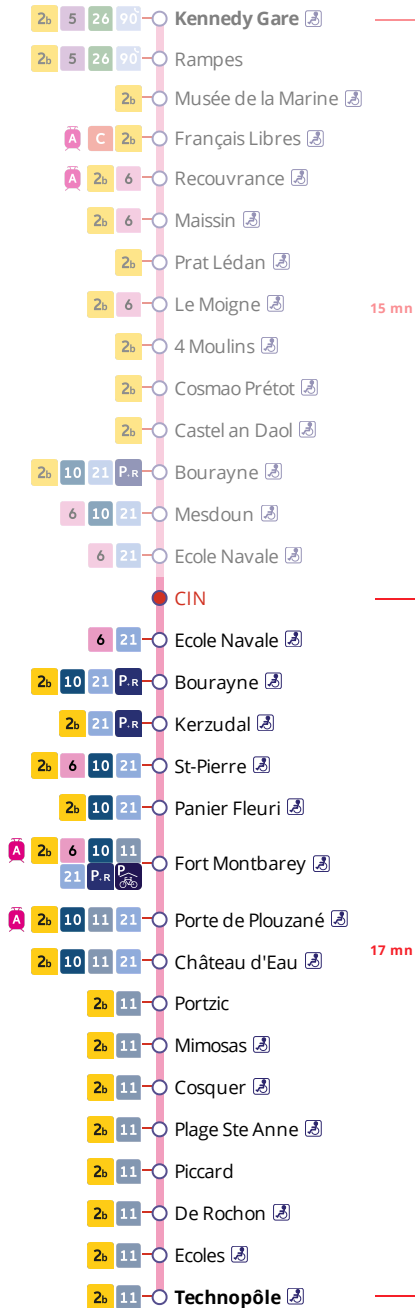 2b 5 26 90 Kennedy Gare
2b 5 26 90 Rampes
2b Musée de la Marine
A C 2b Français Libres
A 2b 6 Recouvrance
2b 6 Maissin
2b Prat Lédan
2b 6 Le Moigne
15 mn
2b 4 Moulins
2b Cosmao Prétot
2b Castel an Daol
2b 10 21 P+R Bourayne
6 10 21 Mesdoun
6 21 Ecole Navale
CIN
6 21 Ecole Navale
2b 10 21 P+R Bourayne
2b 21 P+R Kerzudal
2b 6 10 21 St-Pierre
2b 10 21 Panier Fleuri
A 2b 6 10 11
21 P+R P Fort Montbarey
A 2b 10 11 21 Porte de Plouzané
17 mn
2b 10 11 21 Château d'Eau
2b 11 Portzic
2b 11 Mimosas
2b 11 Cosquer
2b 11 Plage Ste Anne
2b 11 Piccard
2b 11 De Rochon
2b 11 Ecoles
2b 11 Technopôle